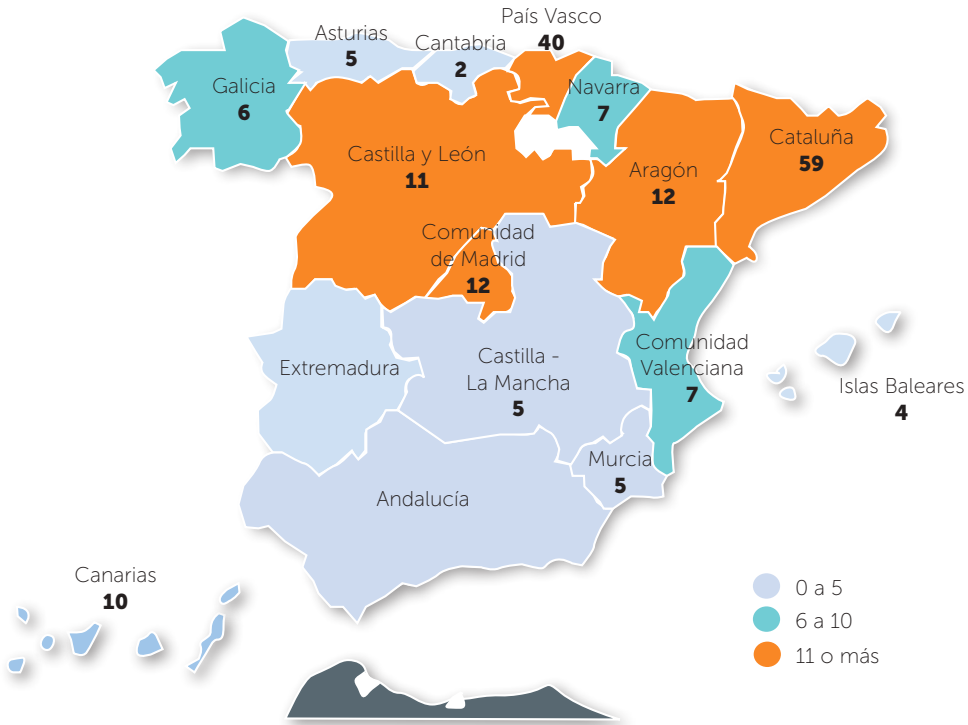 País Vasco
40
Asturias
5
Cantabria
2
Galicia
6
Navarra
7
Cataluña
59
Castilla y León
11
Aragón
12
Comunidad
de Madrid
12
Extremadura
Castilla -
La Mancha
5
Comunidad
Valenciana
7
Islas Baleares
4
Murcia
5
Andalucía
Canarias
10
0 a 5
6 a 10
11 o más